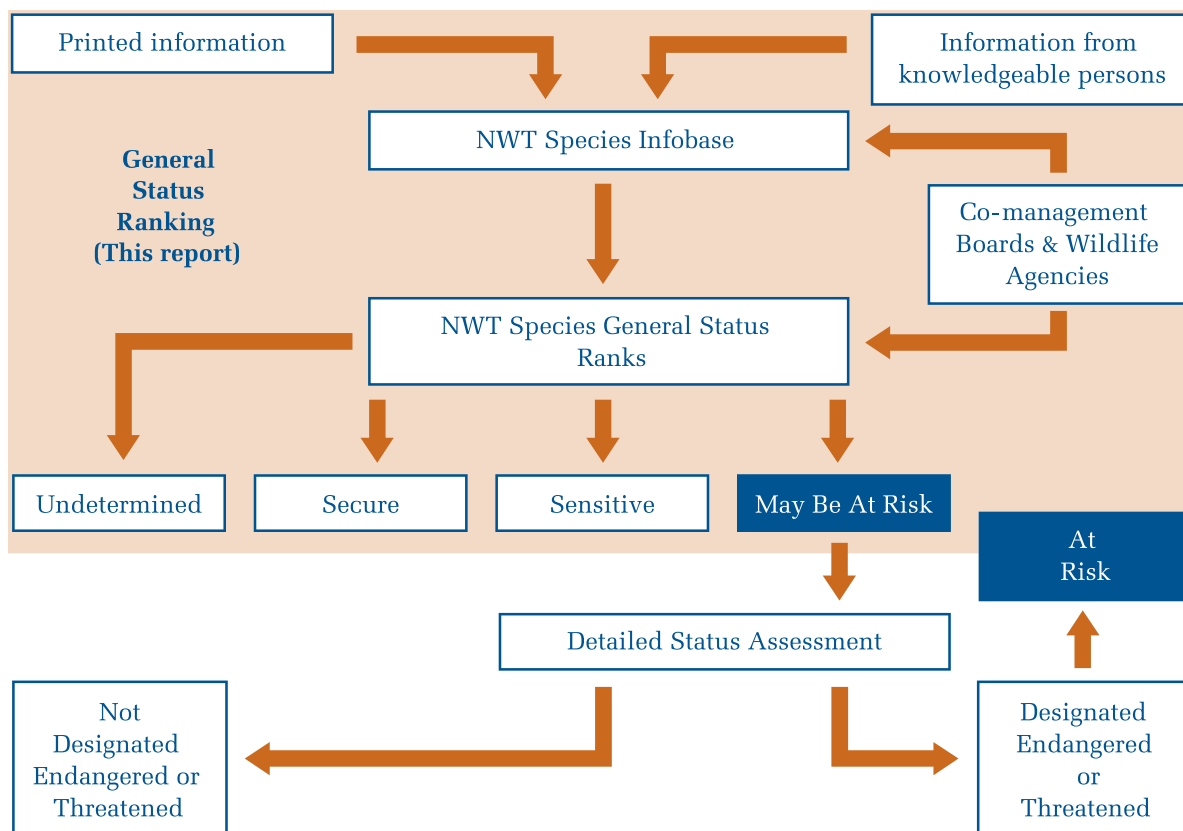 Printed information
Information from
knowledgeable persons
NWT Species Infobase
General
Status
Ranking
(This report)
Co-management
Boards & Wildlife
Agencies
NWT Species General Status
Ranks
Undetermined
Secure
Sensitive
May Be At Risk
At
Risk
Detailed Status Assessment
Not
Designated
Endangered or
Threatened
Designated
Endangered
or
Threatened